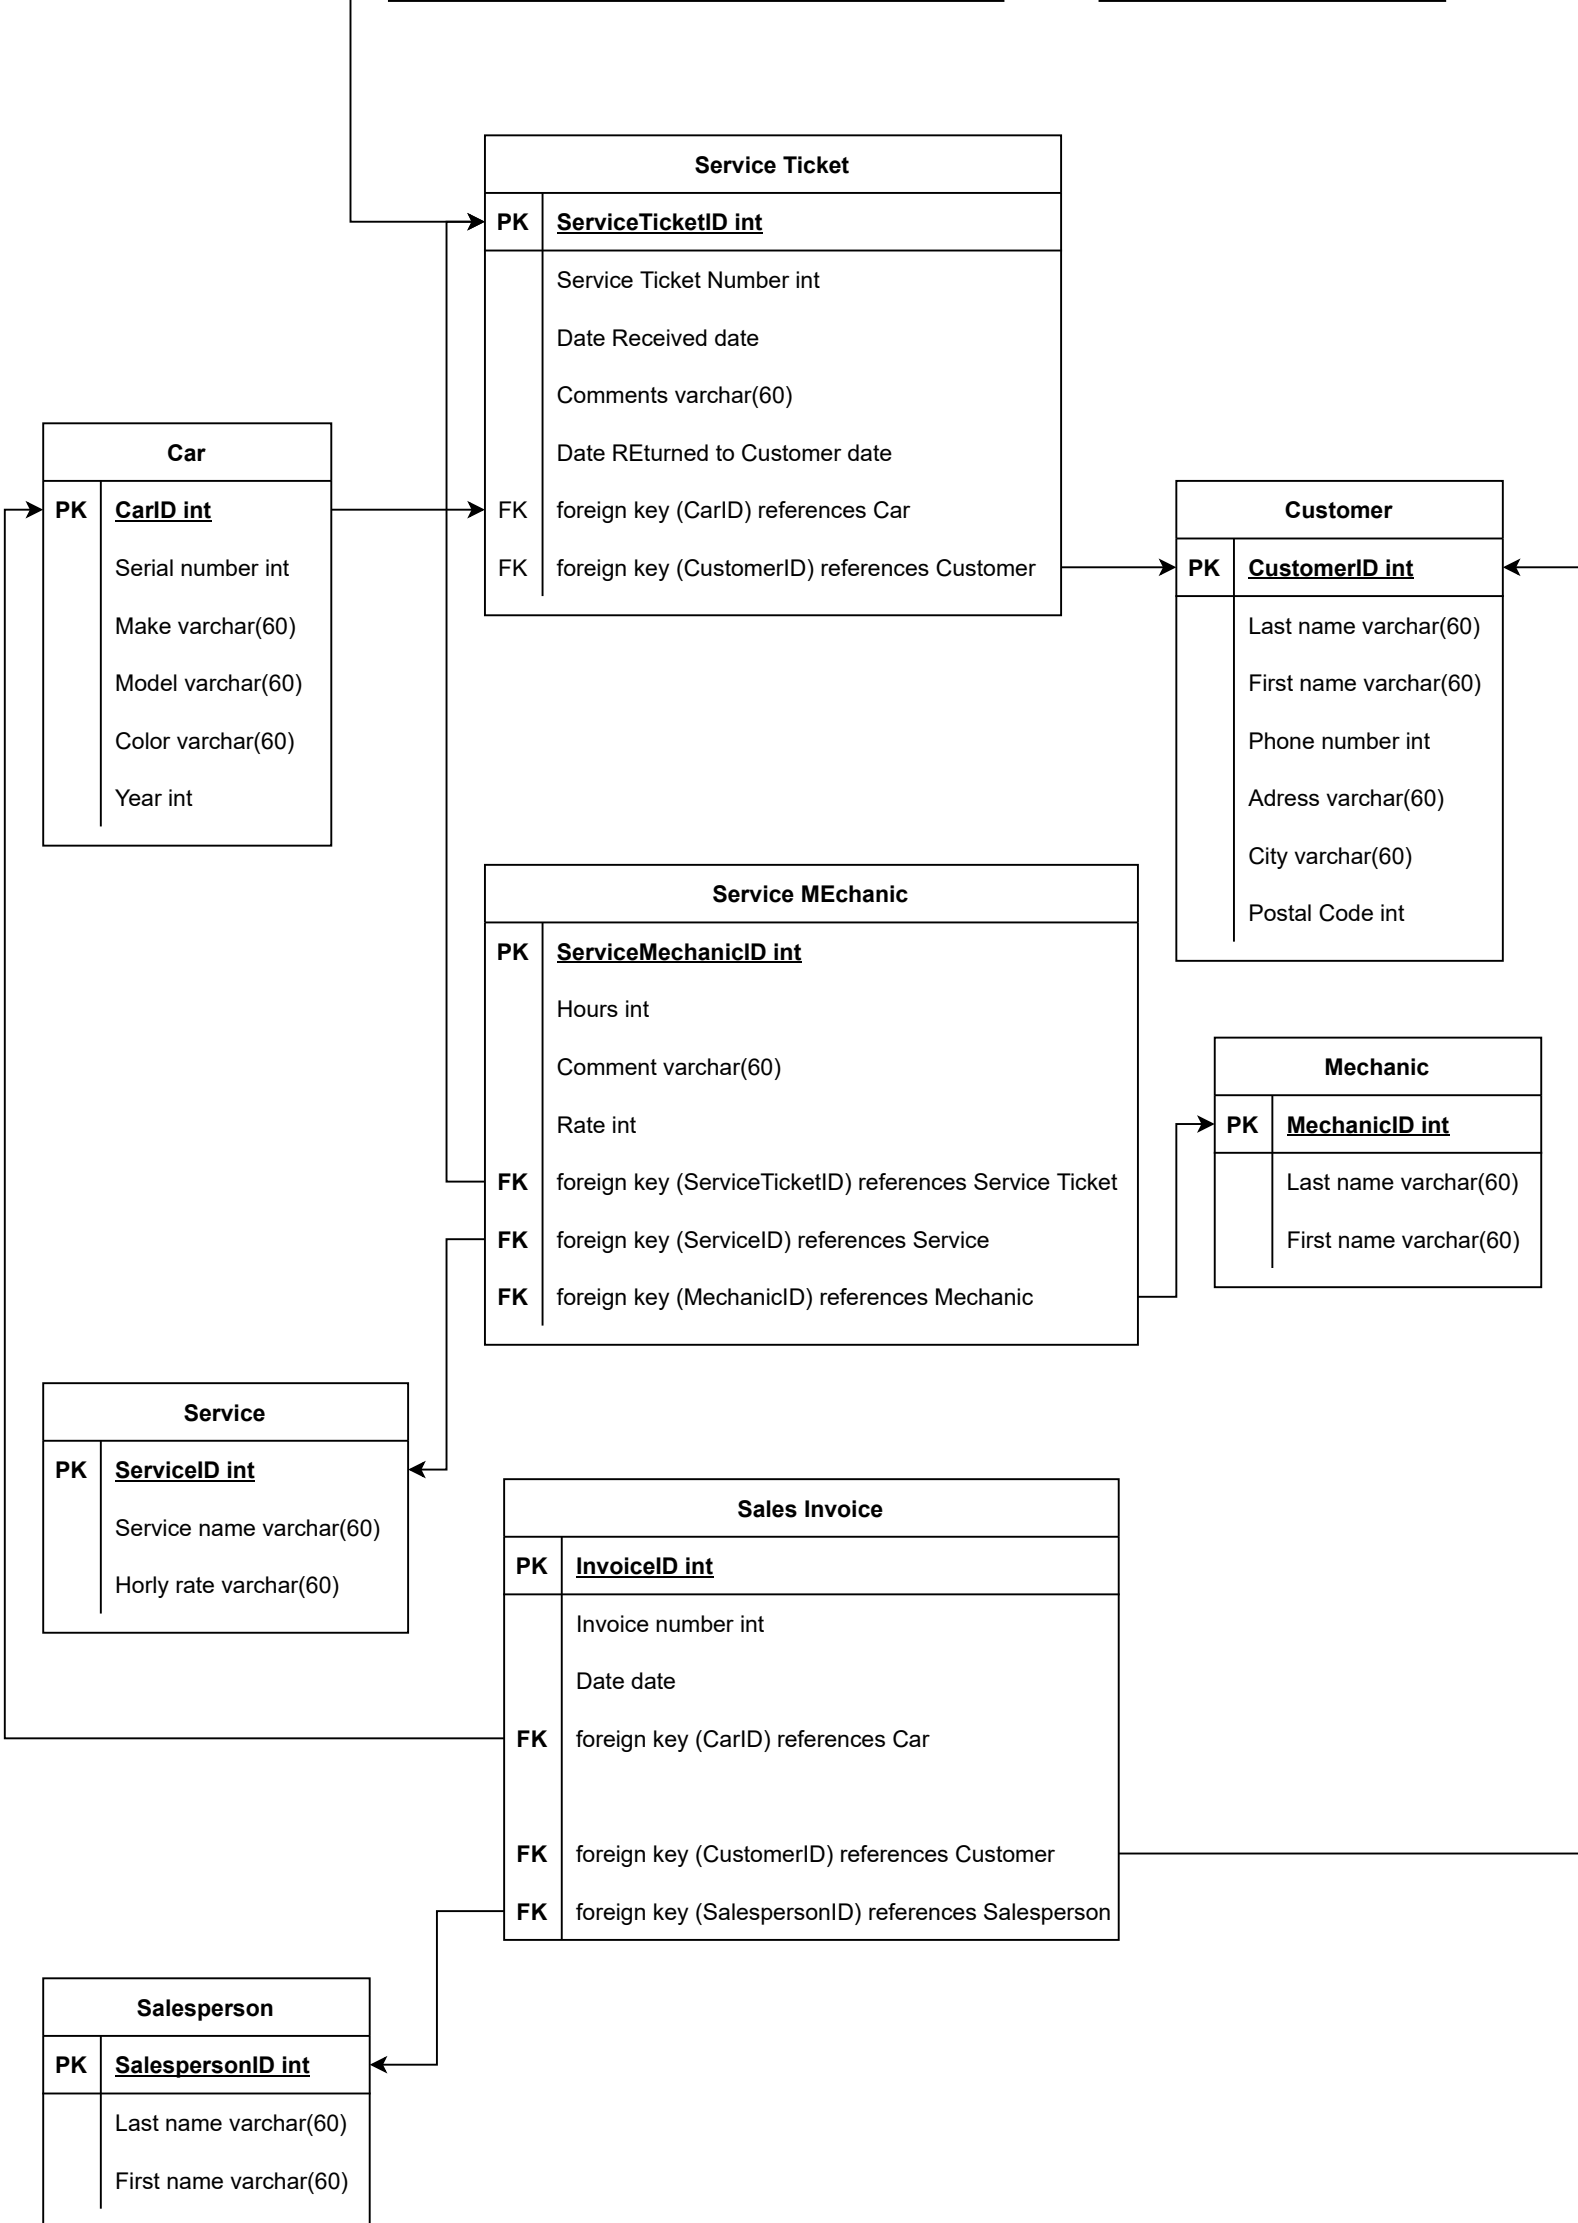 Service Ticket
PK ServiceTicketID int
Service Ticket Number int
Date Received date
Comments varchar(60)
Date REturned to Customer date
FK foreign key (CarID) references Car
FK foreign key (CustomerID) references Customer
Car
PK CarID int
Serial number int
Make varchar(60)
Model varchar(60)
Color varchar(60)
Year int
Customer
PK CustomerID int
Last name varchar(60)
First name varchar(60)
Phone number int
Adress varchar(60)
City varchar(60)
Postal Code int
Service MEchanic
PK ServiceMechanicID int
Hours int
Comment varchar(60)
Rate int
FK foreign key (ServiceTicketID) references Service Ticket
FK foreign key (ServiceID) references Service
FK foreign key (MechanicID) references Mechanic
Mechanic
PK MechanicID int
Last name varchar(60)
First name varchar(60)
Service
PK ServiceID int
Service name varchar(60)
Horly rate varchar(60)
Sales Invoice
PK InvoiceID int
Invoice number int
Date date
FK foreign key (CarID) references Car
FK foreign key (CustomerID) references Customer
FK foreign key (SalespersonID) references Salesperson
Salesperson
PK SalespersonID int
Last name varchar(60)
First name varchar(60)